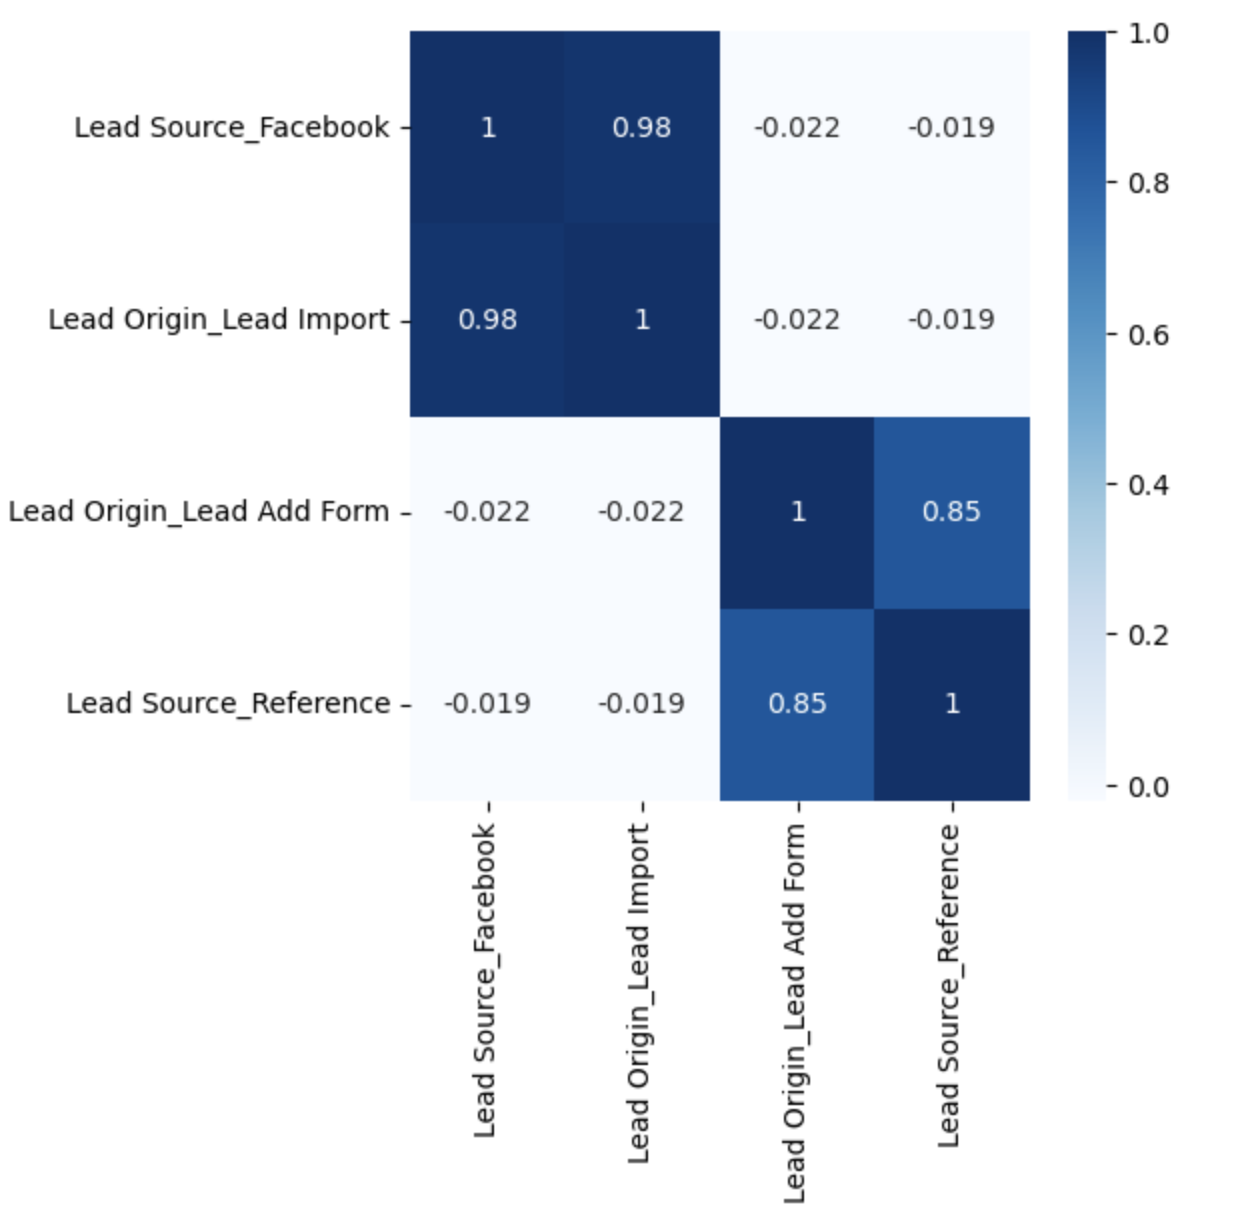 1.0
Lead Source_Facebook 1 0.98 -0.022 -0.019
0.8
0.6
Lead Origin_Lead Import 0.98 1 -0.022 -0.019
0.4
Lead Origin_Lead Add Form -0.022 -0.022 1 0.85
0.2
Lead Source_Reference -0.019 -0.019 0.85 1
0.0
Lead Source_Facebook
Lead Origin_Lead Import
Lead Origin_Lead Add Form
Lead Source_Reference